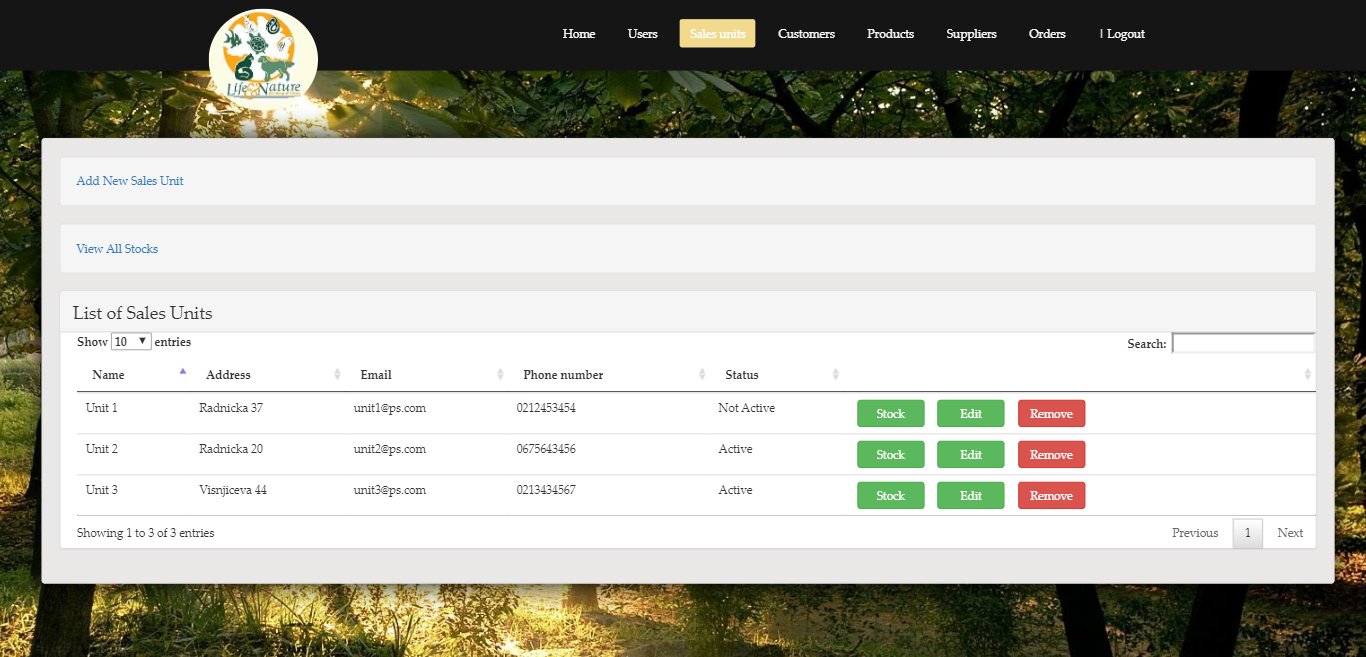 Life & Nature
Home Users Sales units Customers Products Suppliers Orders | Logout
Add New Sales Unit
View All Stocks
List of Sales Units
Show 10 entries Search:
Name Address Email Phone number Status
Unit 1 Radnicka 37 unit1@ps.com 0212453454 Not Active Stock Edit Remove
Unit 2 Radnicka 20 unit2@ps.com 0675643456 Active Stock Edit Remove
Unit 3 Visnjiceva 44 unit3@ps.com 0213434567 Active Stock Edit Remove
Showing 1 to 3 of 3 entries Previous 1 Next